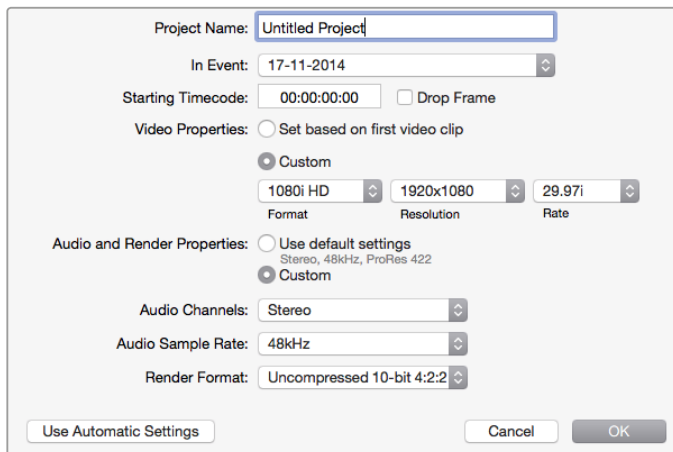 Project Name: Untitled Project
In Event: 17-11-2014
Starting Timecode: 00:00:00:00 Drop Frame
Video Properties: Set based on first video clip
Custom
1080i HD 1920x1080 29.97i
Format Resolution Rate
Audio and Render Properties: Use default settings
Stereo, 48kHz, ProRes 422
Custom
Audio Channels: Stereo
Audio Sample Rate: 48kHz
Render Format: Uncompressed 10-bit 4:2:2
Use Automatic Settings Cancel OK